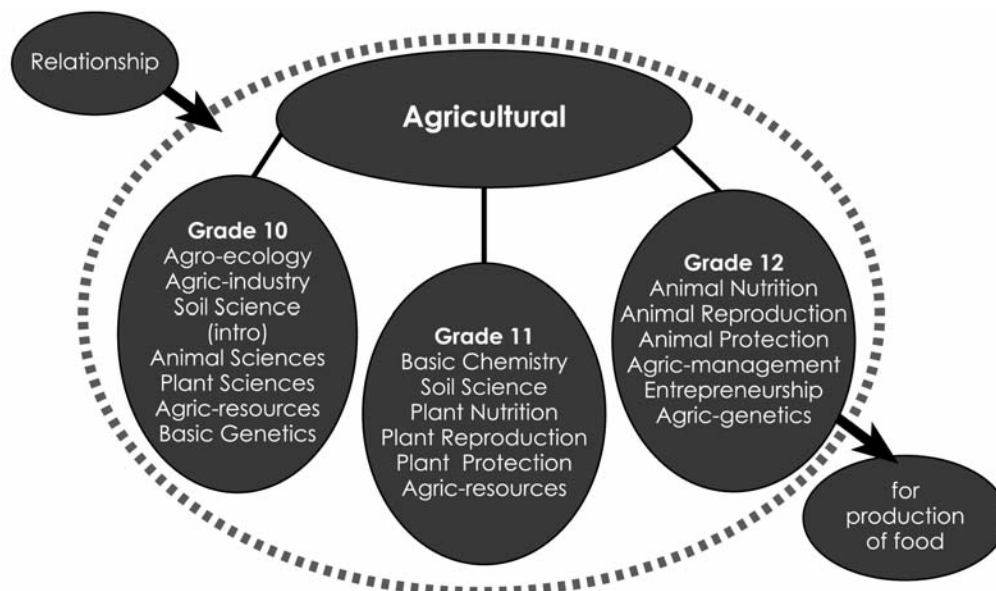 Relationship
Agricultural
Grade 10
Agro-ecology
Agric-industry
Soil Science
(intro)
Animal Sciences
Plant Sciences
Agric-resources
Basic Genetics
Grade 11
Basic Chemistry
Soil Science
Plant Nutrition
Plant Reproduction
Plant Protection
Agric-resources
Grade 12
Animal Nutrition
Animal Reproduction
Animal Protection
Agric-management
Entrepreneurship
Agric-genetics
for
production
of food